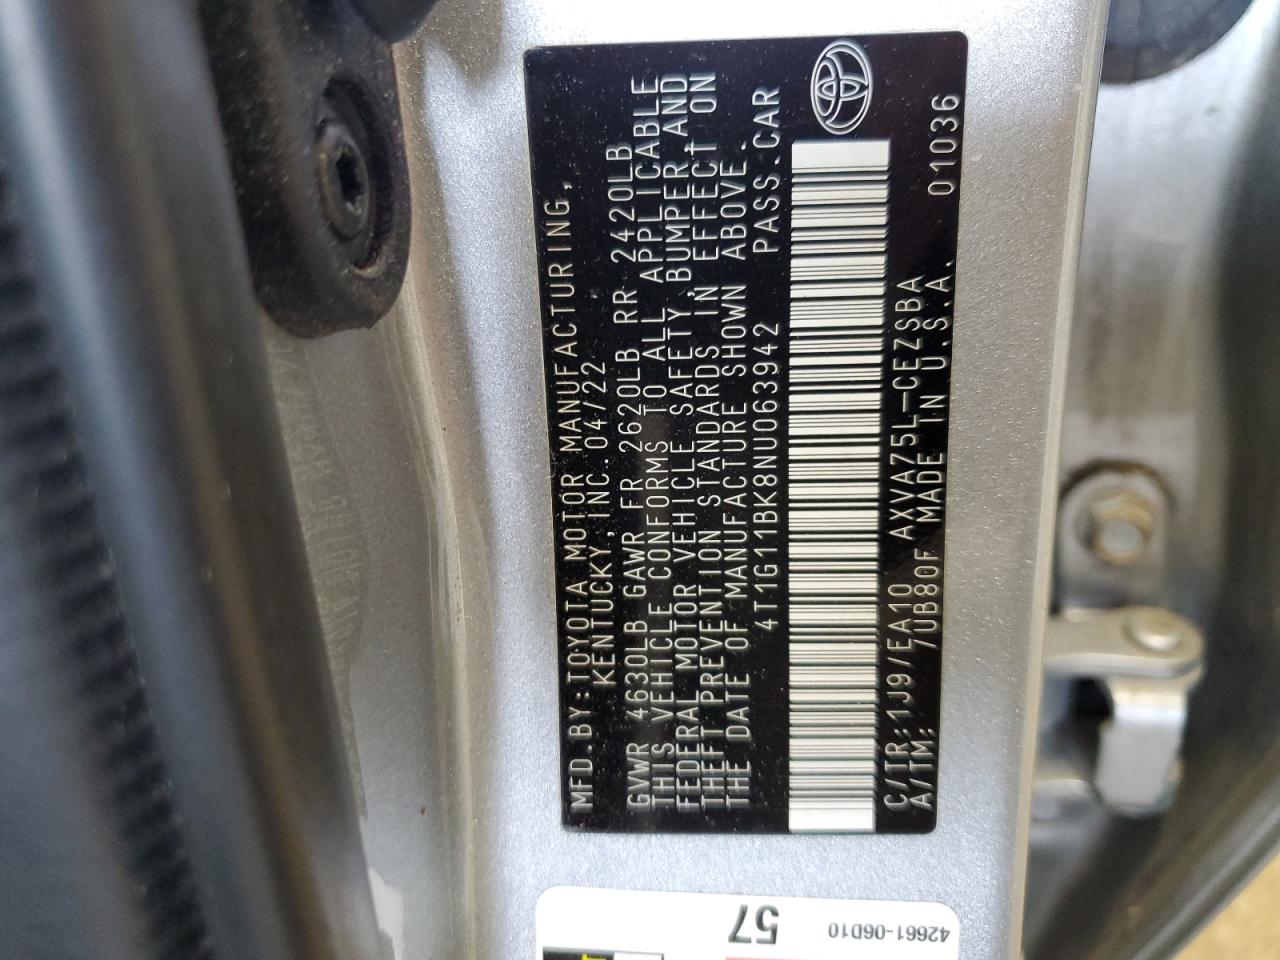 MFD.BY:TOYOTA MOTOR MANUFACTURING,
KENTUCKY,INC.04/22
GVWR 4630LB GAWR FR 2620LB RR 2420LB
THIS VEHICLE CONFORMS TO ALL APPLICABLE
FEDERAL MOTOR VEHICLE SAFETY,BUMPER,AND
THEFT PREVENTION STANDARDS IN EFFECT ON
THE DATE OF MANUFACTURE SHOWN ABOVE.
4T1G11BK8NU063942 PASS.CAR
C/TR:1J9/EA10 AXVA75L-CEZSBA 01036
A/TM: /UB80F MADE IN U.S.A.
57
42661-06D10